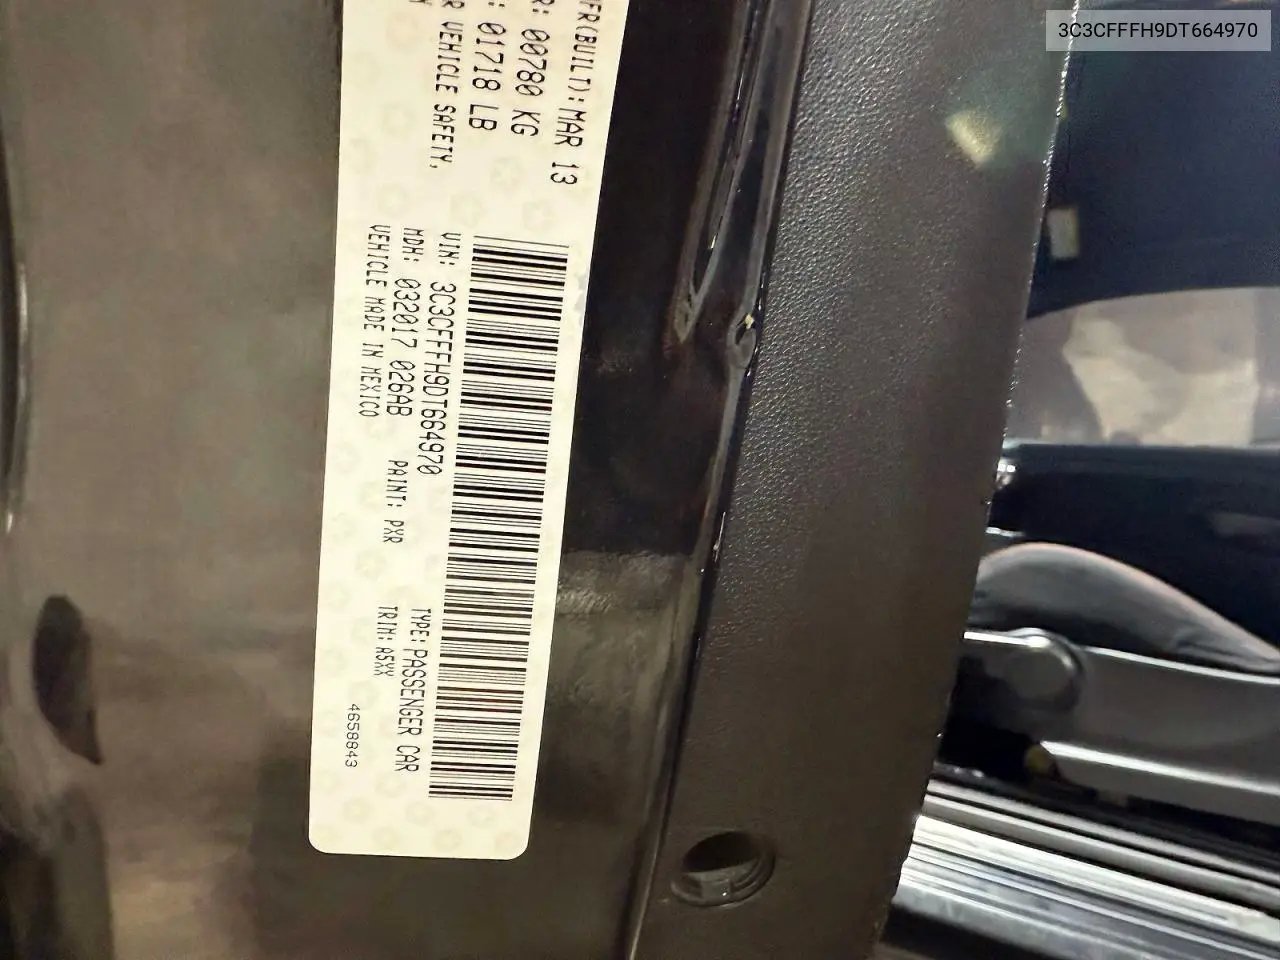 3C3CFFFH9DT664970
MFR(BUILT): MAR 13
R: 00780 KG
: 01718 LB
R VEHICLE SAFETY,
VIN: 3C3CFFFH9DT664970
MDH: 032017 026AB PAINT: PXR TYPE: PASSENGER CAR
VEHICLE MADE IN MEXICO TRIM: A5XX
4658843